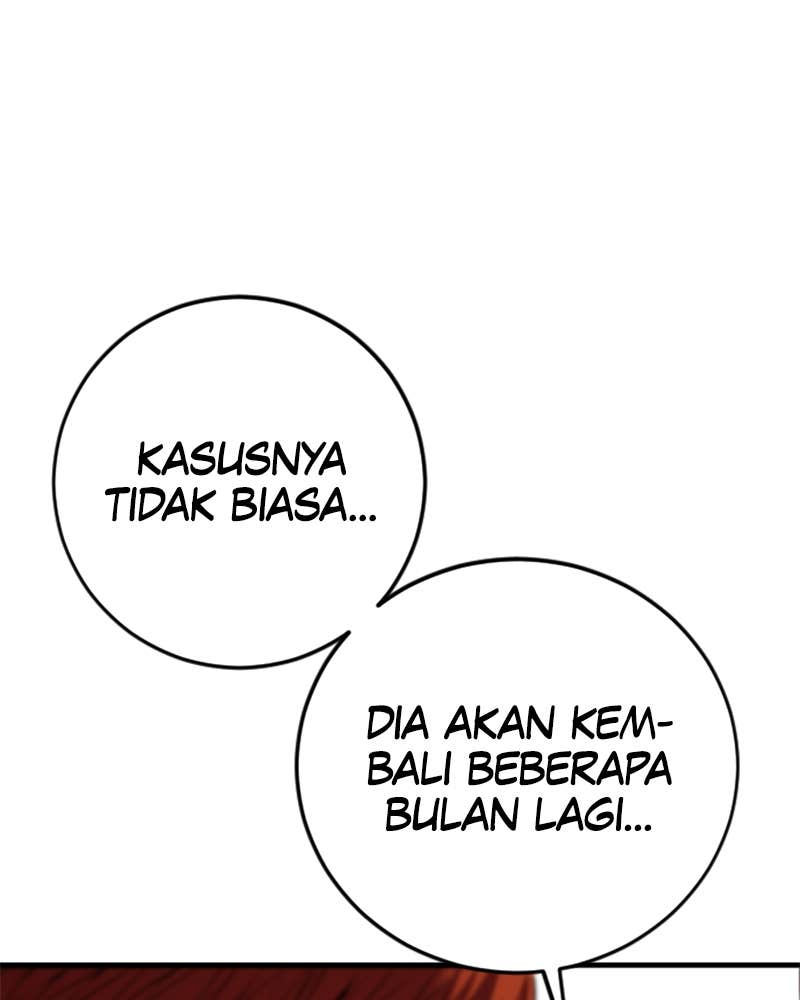 KASUSNYA
TIDAK BIASA...
DIA AKAN KEM-
BALI BEBERAPA
BULAN LAGI...